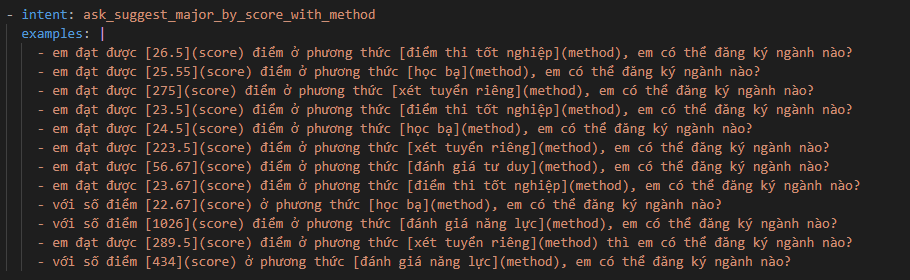 - intent: ask_suggest_major_by_score_with_method
examples: |
- em đạt được [26.5](score) điểm ở phương thức [điểm thi tốt nghiệp](method), em có thể đăng ký ngành nào?
- em đạt được [25.55](score) điểm ở phương thức [học bạ](method), em có thể đăng ký ngành nào?
- em đạt được [275](score) điểm ở phương thức [xét tuyển riêng](method), em có thể đăng ký ngành nào?
- em đạt được [23.5](score) điểm ở phương thức [điểm thi tốt nghiệp](method), em có thể đăng ký ngành nào?
- em đạt được [24.5](score) điểm ở phương thức [học bạ](method), em có thể đăng ký ngành nào?
- em đạt được [223.5](score) điểm ở phương thức [xét tuyển riêng](method), em có thể đăng ký ngành nào?
- em đạt được [56.67](score) điểm ở phương thức [đánh giá tư duy](method), em có thể đăng ký ngành nào?
- em đạt được [23.67](score) điểm ở phương thức [điểm thi tốt nghiệp](method), em có thể đăng ký ngành nào?
- với số điểm [22.67](score) ở phương thức [học bạ](method), em có thể đăng ký ngành nào?
- với số điểm [1026](score) ở phương thức [đánh giá năng lực](method), em có thể đăng ký ngành nào?
- em đạt được [289.5](score) điểm ở phương thức [xét tuyển riêng](method) thì em có thể đăng ký ngành nào?
- với số điểm [434](score) ở phương thức [đánh giá năng lực](method), em có thể đăng ký ngành nào?